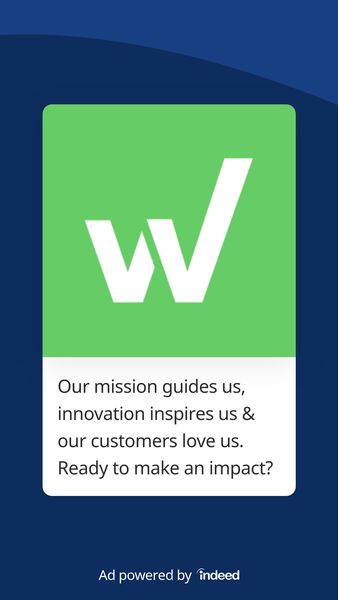 W
Our mission guides us,
innovation inspires us &
our customers love us.
Ready to make an impact?
Ad powered by indeed